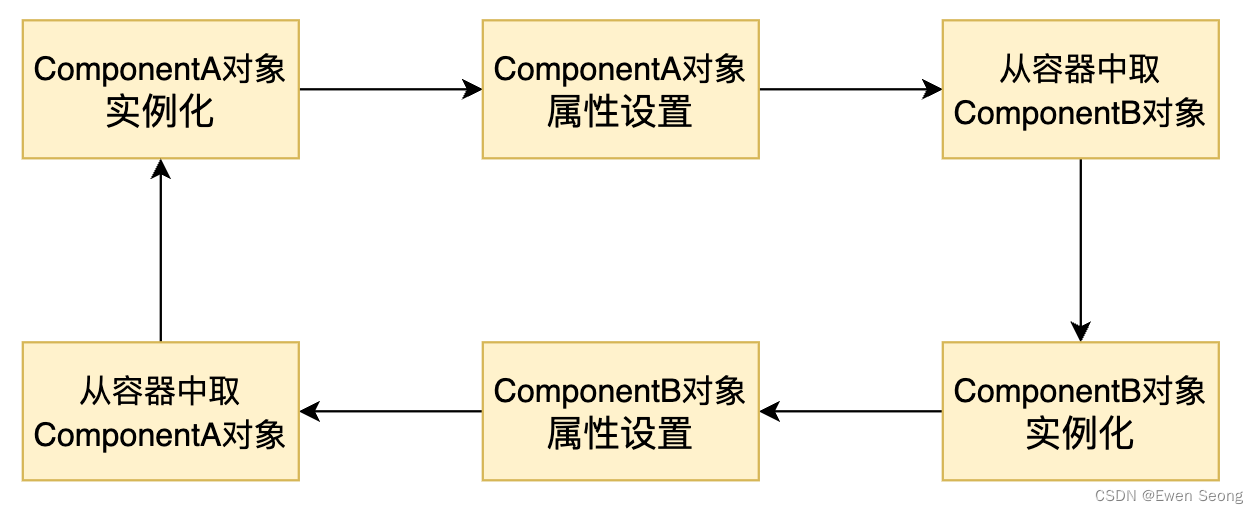 ComponentA对象
实例化
ComponentA对象
属性设置
从容器中取
ComponentB对象
从容器中取
ComponentA对象
ComponentB对象
属性设置
ComponentB对象
实例化
CSDN @Ewen Seong